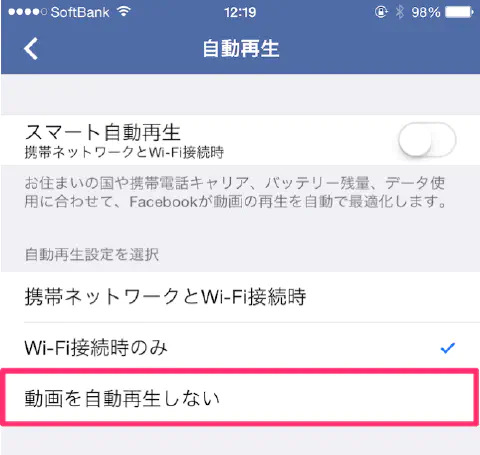 SoftBank 12:19 98%
自動再生
スマート自動再生
携帯ネットワークとWi-Fi接続時
お住まいの国や携帯電話キャリア、バッテリー残量、データ使
用に合わせて、Facebookが動画の再生を自動で最適化します。
自動再生設定を選択
携帯ネットワークとWi-Fi接続時
Wi-Fi接続時のみ
動画を自動再生しない